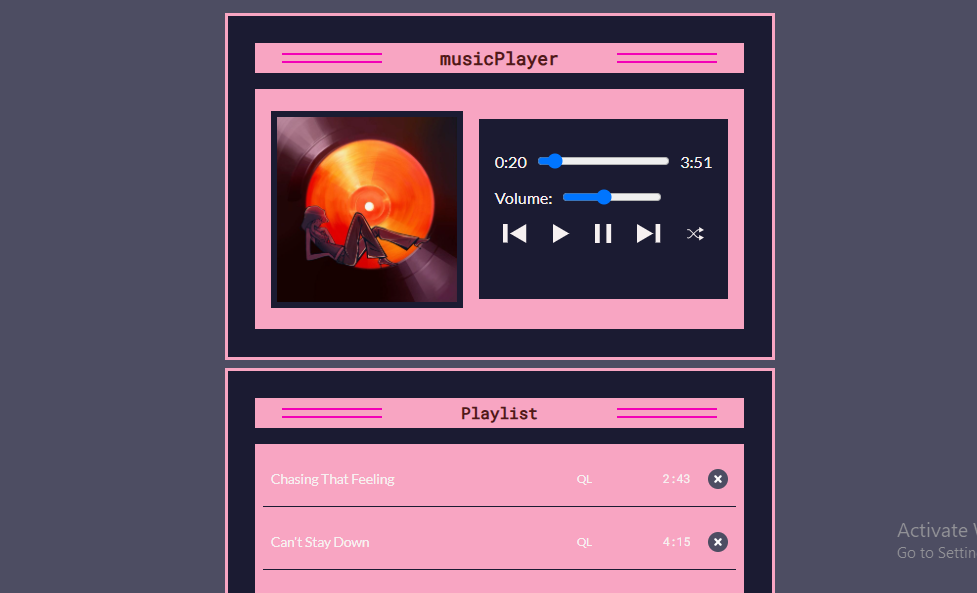 musicPlayer
0:20 3:51
Volume:
Playlist
Chasing That Feeling QL 2:43
Can't Stay Down QL 4:15
Activate
Go to